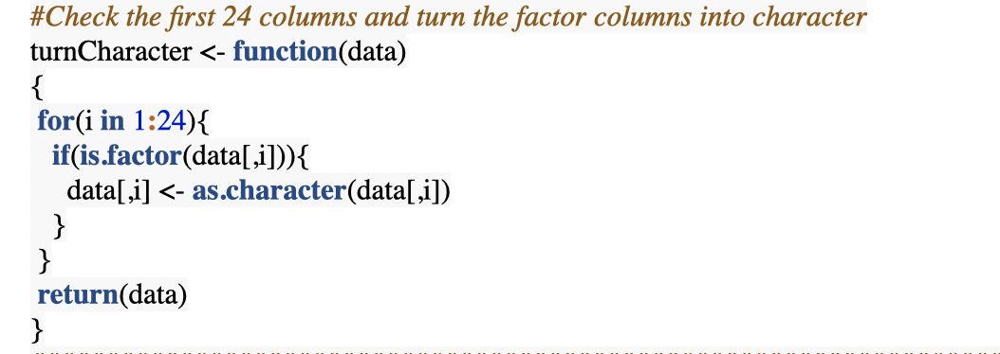 #Check the first 24 columns and turn the factor columns into character
turnCharacter <- function(data)
{
for(i in 1:24){
if(is.factor(data[,i])){
data[,i] <- as.character(data[,i])
}
}
return(data)
}